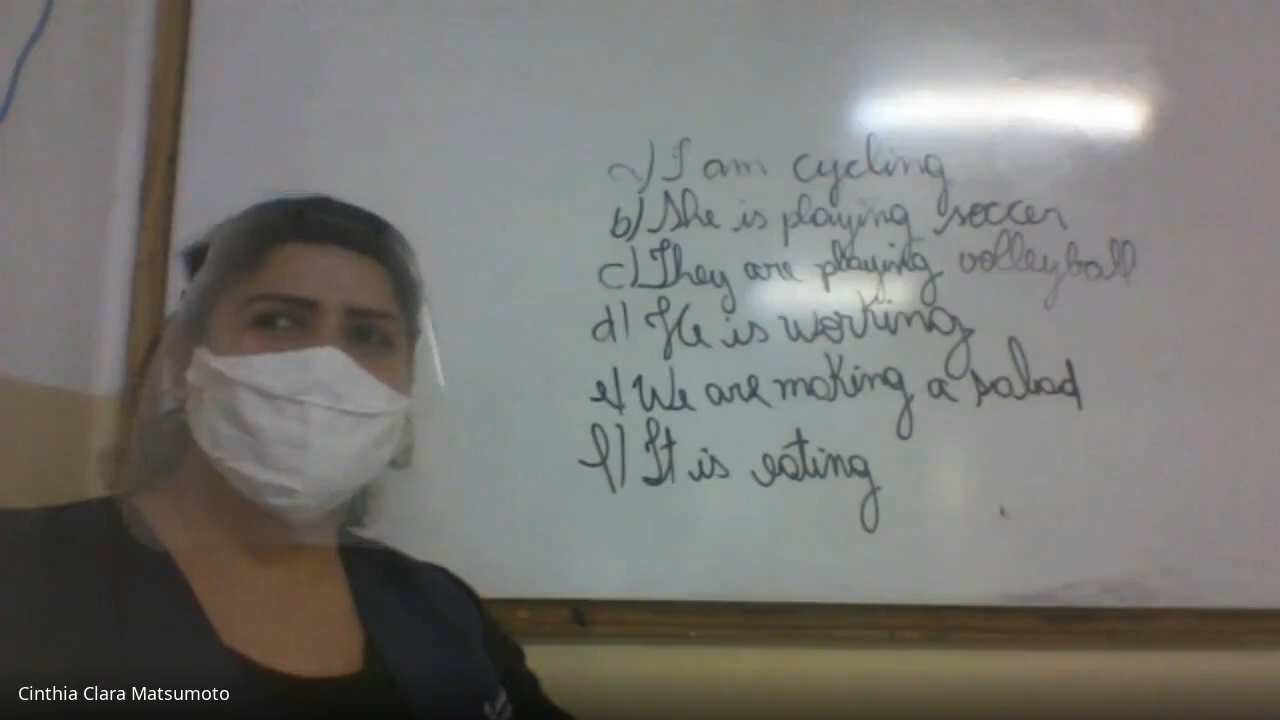 a) I am cycling
b) She is playing soccer
c) They are playing volleyball
d) He is working
e) We are making a salad
f) It is eating
Cinthia Clara Matsumoto